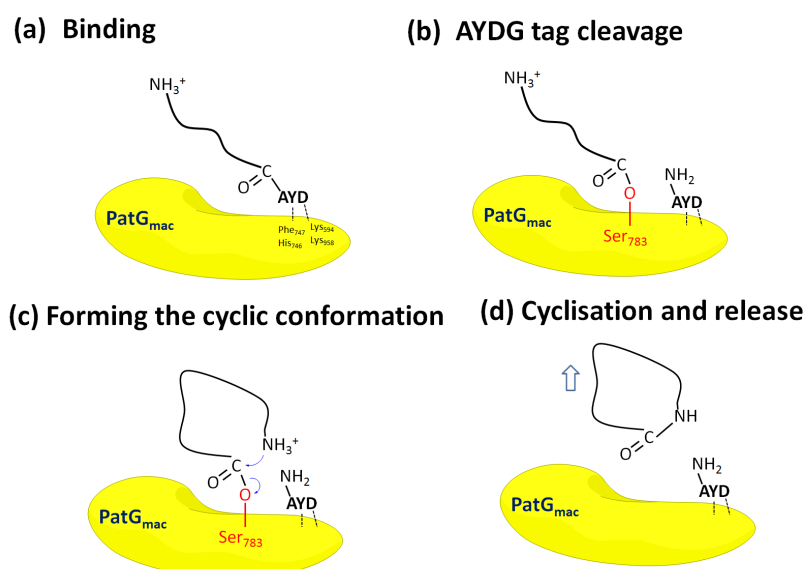 (a) Binding
NH₃⁺
C
O
AYD
PatGmac
Phe₇₄₇ Lys₅₉₄
His₇₄₆ Lys₉₅₈
(b) AYDG tag cleavage
NH₃⁺
C
O
O
NH₂
AYD
PatGmac
Ser₇₈₃
(c) Forming the cyclic conformation
NH₃⁺
C
O
O
NH₂
AYD
PatGmac
Ser₇₈₃
(d) Cyclisation and release
NH
C
O
NH₂
AYD
PatGmac